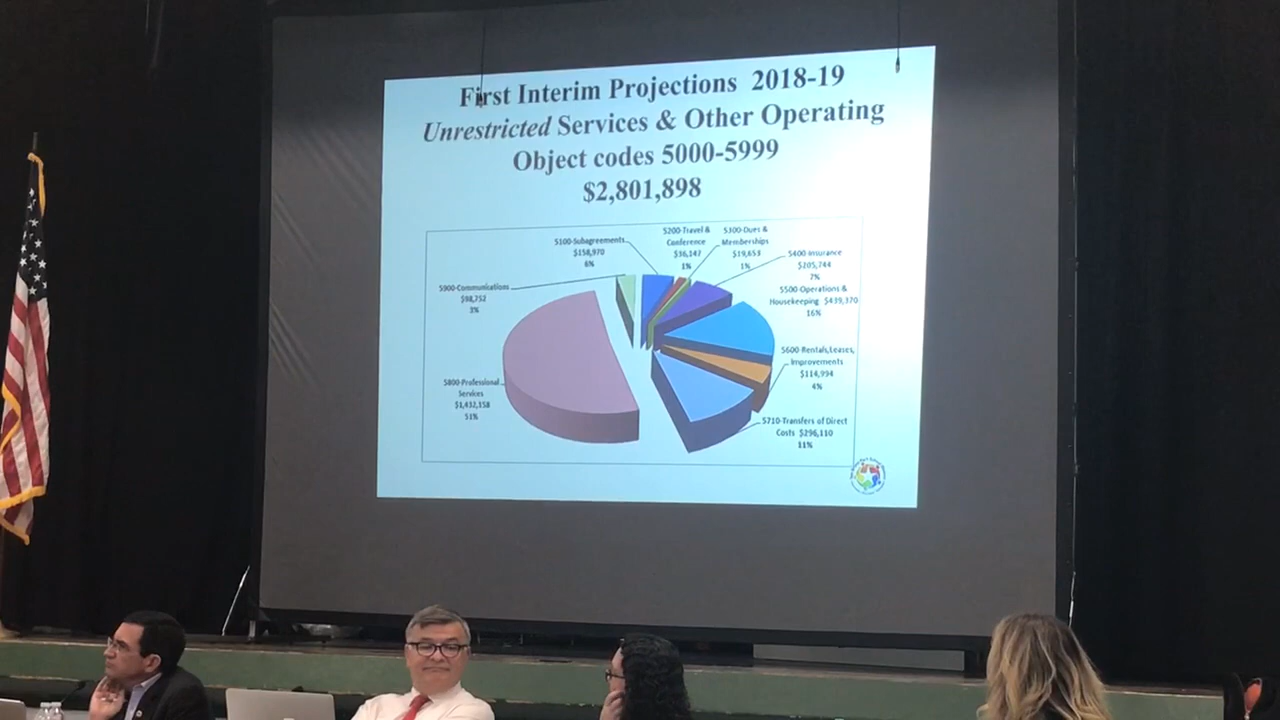 First Interim Projections 2018-19
Unrestricted Services & Other Operating
Object codes 5000-5999
$2,801,898
5100-Subagreements
$158,970
6%
5200-Travel &
Conference
$36,147
1%
5300-Dues &
Memberships
$19,653
1%
5400-Insurance
$205,744
7%
5500-Operations &
Housekeeping $439,370
16%
5600-Rentals,Leases,
Improvements
$114,994
4%
5710-Transfers of Direct
Costs $296,110
11%
5800-Professional
Services
$1,432,158
51%
5900-Communications
$98,752
3%